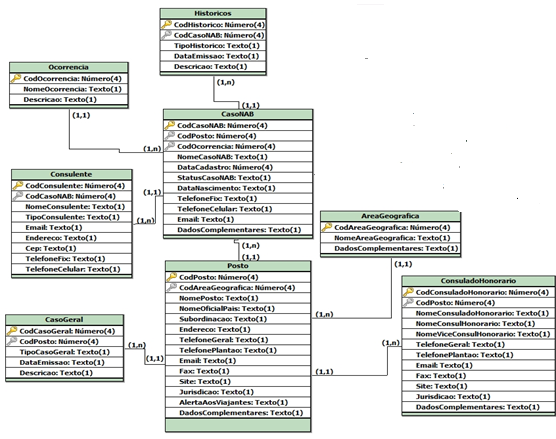 Historicos
CodHistorico: Número(4)
CodCasoNAB: Número(4)
TipoHistorico: Texto(1)
DataEmissao: Texto(1)
Descricao: Texto(1)
(1,n)
(1,1)
Ocorrencia
CodOcorrencia: Número(4)
NomeOcorrencia: Texto(1)
Descricao: Texto(1)
(1,1)
(1,n)
CasoNAB
CodCasoNAB: Número(4)
CodPosto: Número(4)
CodOcorrencia: Número(4)
NomeCasoNAB: Texto(1)
DataCadastro: Número(4)
StatusCasoNAB: Texto(1)
DataNascimento: Texto(1)
TelefoneFix: Texto(1)
TelefoneCelular: Texto(1)
Email: Texto(1)
DadosComplementares: Texto(1)
(1,n)
(1,1)
Consulente
CodConsulente: Número(4)
CodCasoNAB: Número(4)
NomeConsulente: Texto(1)
TipoConsulente: Texto(1)
Email: Texto(1)
Endereco: Texto(1)
Cep: Texto(1)
TelefoneFix: Texto(1)
TelefoneCelular: Texto(1)
(1,1)
(1,n)
AreaGeografica
CodAreaGeografica: Número(4)
NomeAreaGeografica: Texto(1)
DadosComplementares: Texto(1)
(1,1)
(1,n)
Posto
CodPosto: Número(4)
CodAreaGeografica: Número(4)
NomePosto: Texto(1)
NomeOficialPais: Texto(1)
Subordinacao: Texto(1)
Endereco: Texto(1)
TelefoneGeral: Texto(1)
TelefonePlantao: Texto(1)
Email: Texto(1)
Fax: Texto(1)
Site: Texto(1)
Jurisdicao: Texto(1)
AlertaAosViajantes: Texto(1)
DadosComplementares: Texto(1)
CasoGeral
CodCasoGeral: Número(4)
CodPosto: Número(4)
TipoCasoGeral: Texto(1)
DataEmissao: Texto(1)
Descricao: Texto(1)
(1,n)
(1,1)
ConsuladoHonorario
CodConsuladoHonorario: Número(4)
CodPosto: Número(4)
NomeConsuladoHonorario: Texto(1)
NomeConsulHonorario: Texto(1)
NomeViceConsulHonorario: Texto(1)
TelefoneGeral: Texto(1)
TelefonePlantao: Texto(1)
Email: Texto(1)
Fax: Texto(1)
Site: Texto(1)
Jurisdicao: Texto(1)
DadosComplementares: Texto(1)
(1,n)
(1,1)